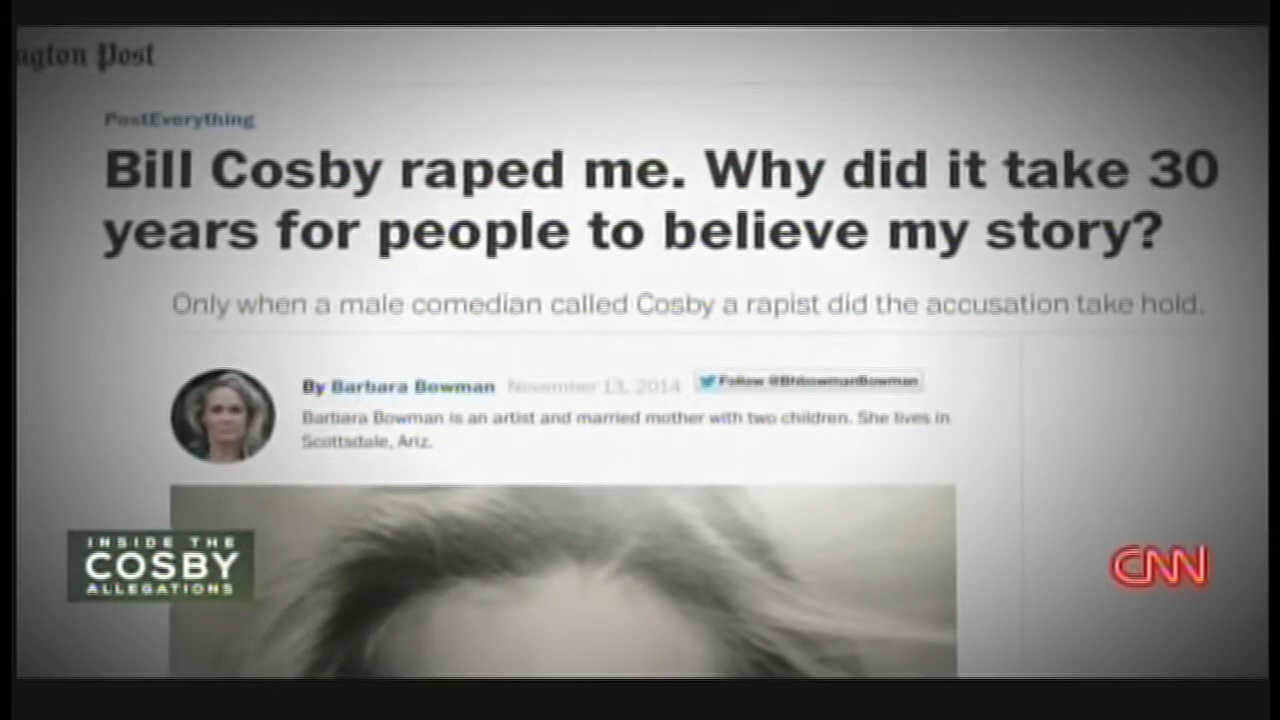 ngton Post
PostEverything
Bill Cosby raped me. Why did it take 30
years for people to believe my story?
Only when a male comedian called Cosby a rapist did the accusation take hold.
By Barbara Bowman November 13, 2014 Follow @BhbowmanBowman
Barbara Bowman is an artist and married mother with two children. She lives in
Scottsdale, Ariz.
INSIDE THE
COSBY
ALLEGATIONS
CNN